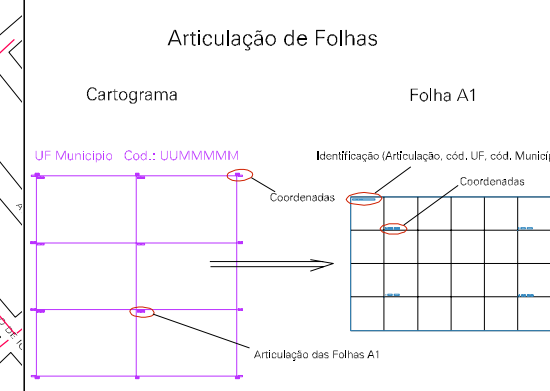 Articulação de Folhas
Cartograma
Folha A1
UF Municipio Cod.: UUMMMMM
Identificação (Articulação, cód. UF, cód. Municíp
Coordenadas
Coordenadas
Articulação das Folhas A1